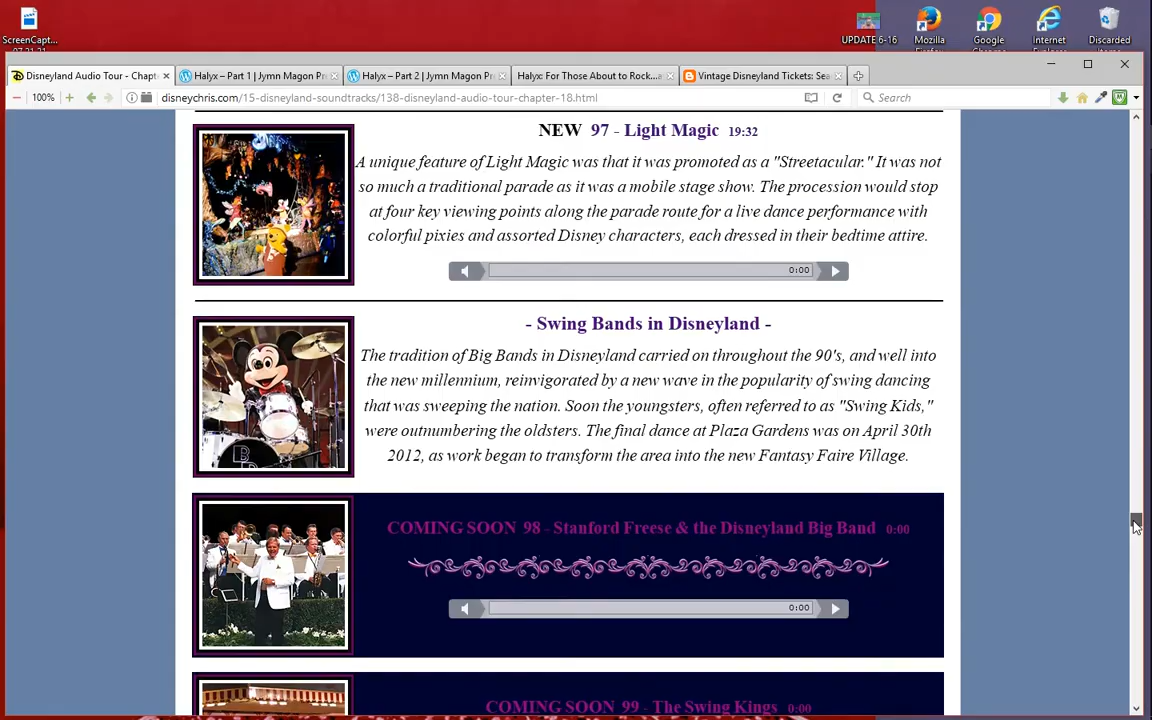 ScreenCapt...
UPDATE 6-16
Mozilla
Google
Internet
Discarded
Disneyland Audio Tour - Chapt
Halyx – Part 1 | Jymn Magon Pr
Halyx – Part 2 | Jymn Magon Pr
Halyx: For Those About to Rock...
Vintage Disneyland Tickets: Sea
100%
disneychris.com/15-disneyland-soundtracks/138-disneyland-audio-tour-chapter-18.html
Search
NEW 97 - Light Magic 19:32
A unique feature of Light Magic was that it was promoted as a "Streetacular." It was not
so much a traditional parade as it was a mobile stage show. The procession would stop
at four key viewing points along the parade route for a live dance performance with
colorful pixies and assorted Disney characters, each dressed in their bedtime attire.
0:00
- Swing Bands in Disneyland -
The tradition of Big Bands in Disneyland carried on throughout the 90's, and well into
the new millennium, reinvigorated by a new wave in the popularity of swing dancing
that was sweeping the nation. Soon the youngsters, often referred to as "Swing Kids,"
were outnumbering the oldsters. The final dance at Plaza Gardens was on April 30th
2012, as work began to transform the area into the new Fantasy Faire Village.
COMING SOON 98 - Stanford Freese & the Disneyland Big Band 0:00
0:00
COMING SOON 99 - The Swing Kings 0:00